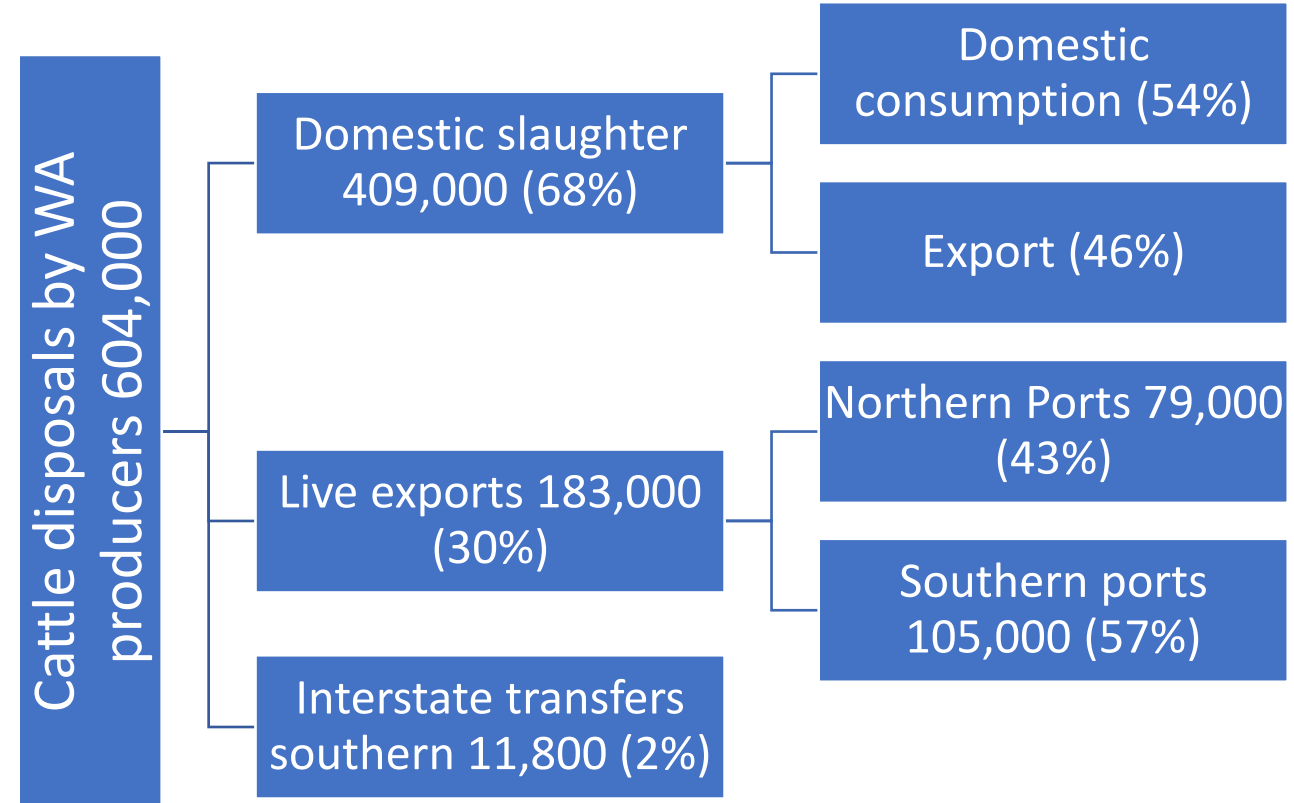 Cattle disposals by WA
producers 604,000
Domestic slaughter
409,000 (68%)
Domestic
consumption (54%)
Export (46%)
Live exports 183,000
(30%)
Northern Ports 79,000
(43%)
Southern ports
105,000 (57%)
Interstate transfers
southern 11,800 (2%)